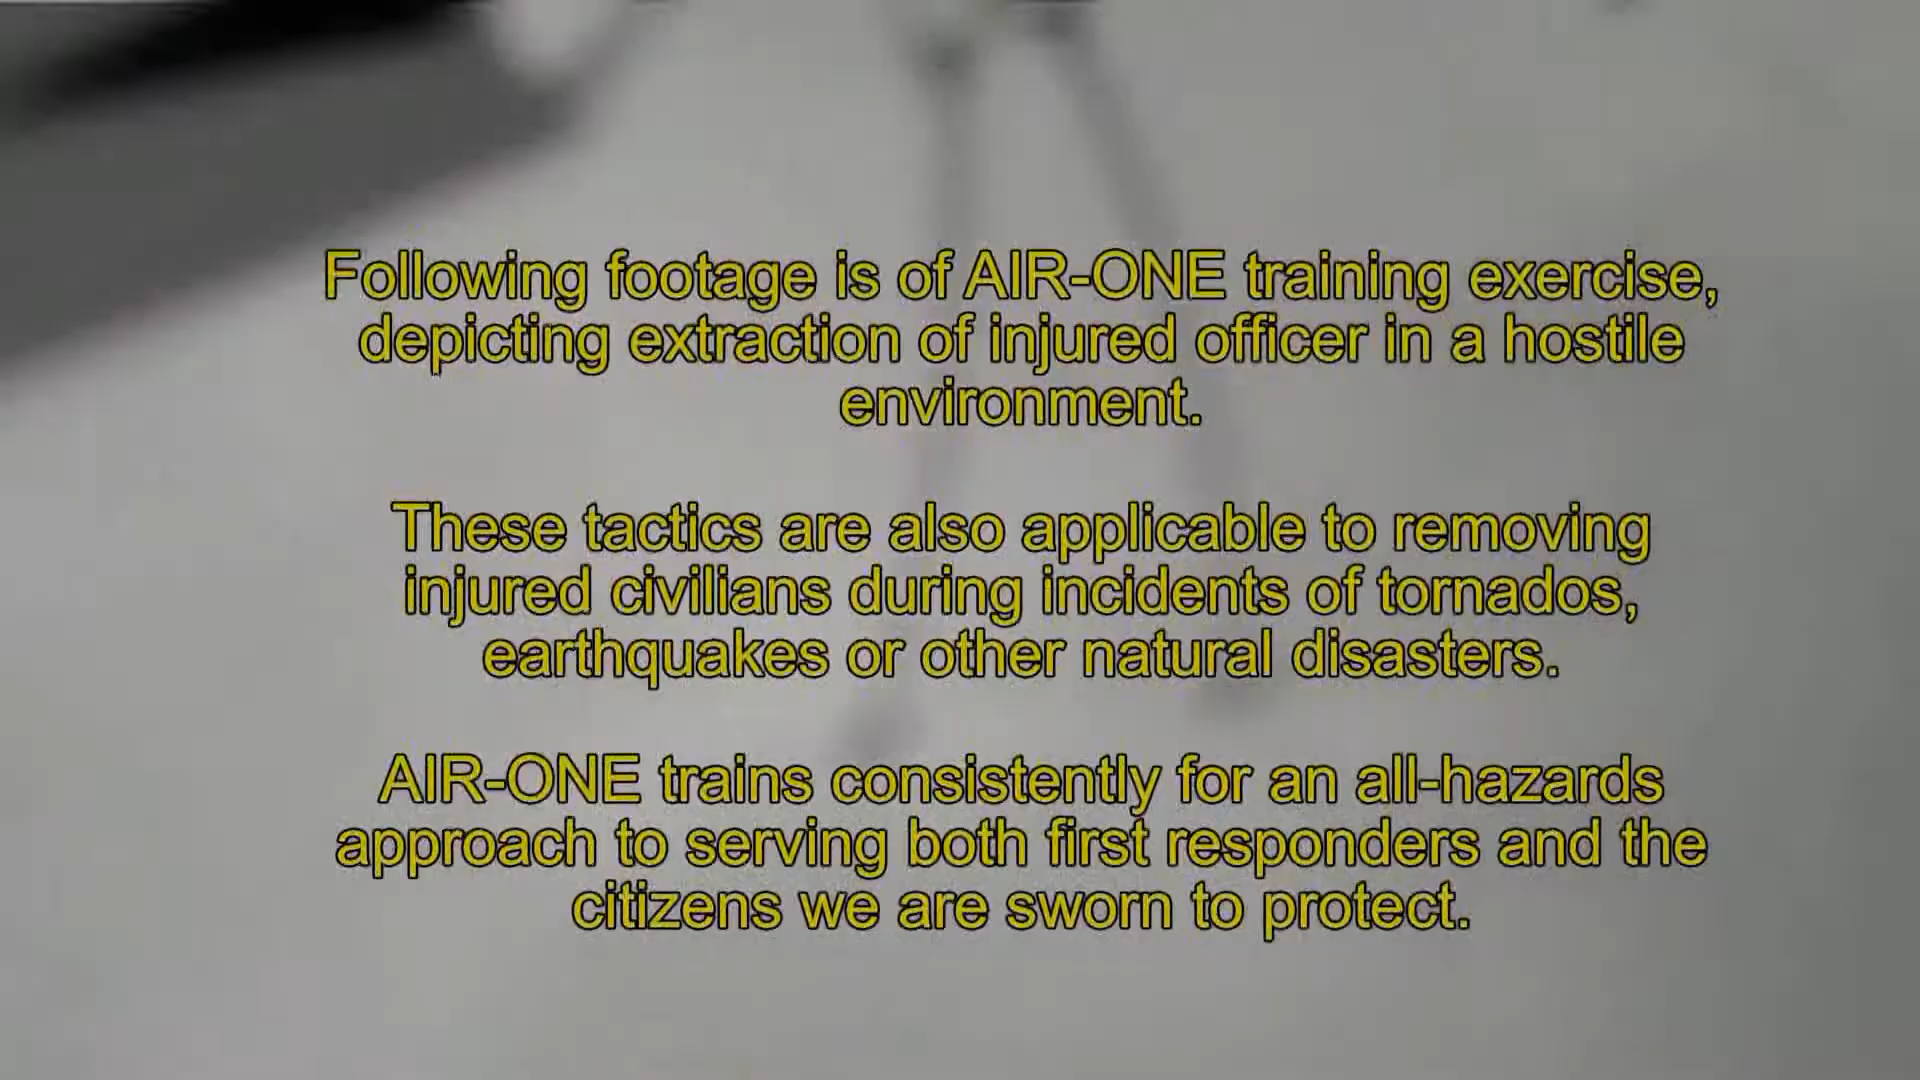 Following footage is of AIR-ONE training exercise,
depicting extraction of injured officer in a hostile
environment.
These tactics are also applicable to removing
injured civilians during incidents of tornados,
earthquakes or other natural disasters.
AIR-ONE trains consistently for an all-hazards
approach to serving both first responders and the
citizens we are sworn to protect.